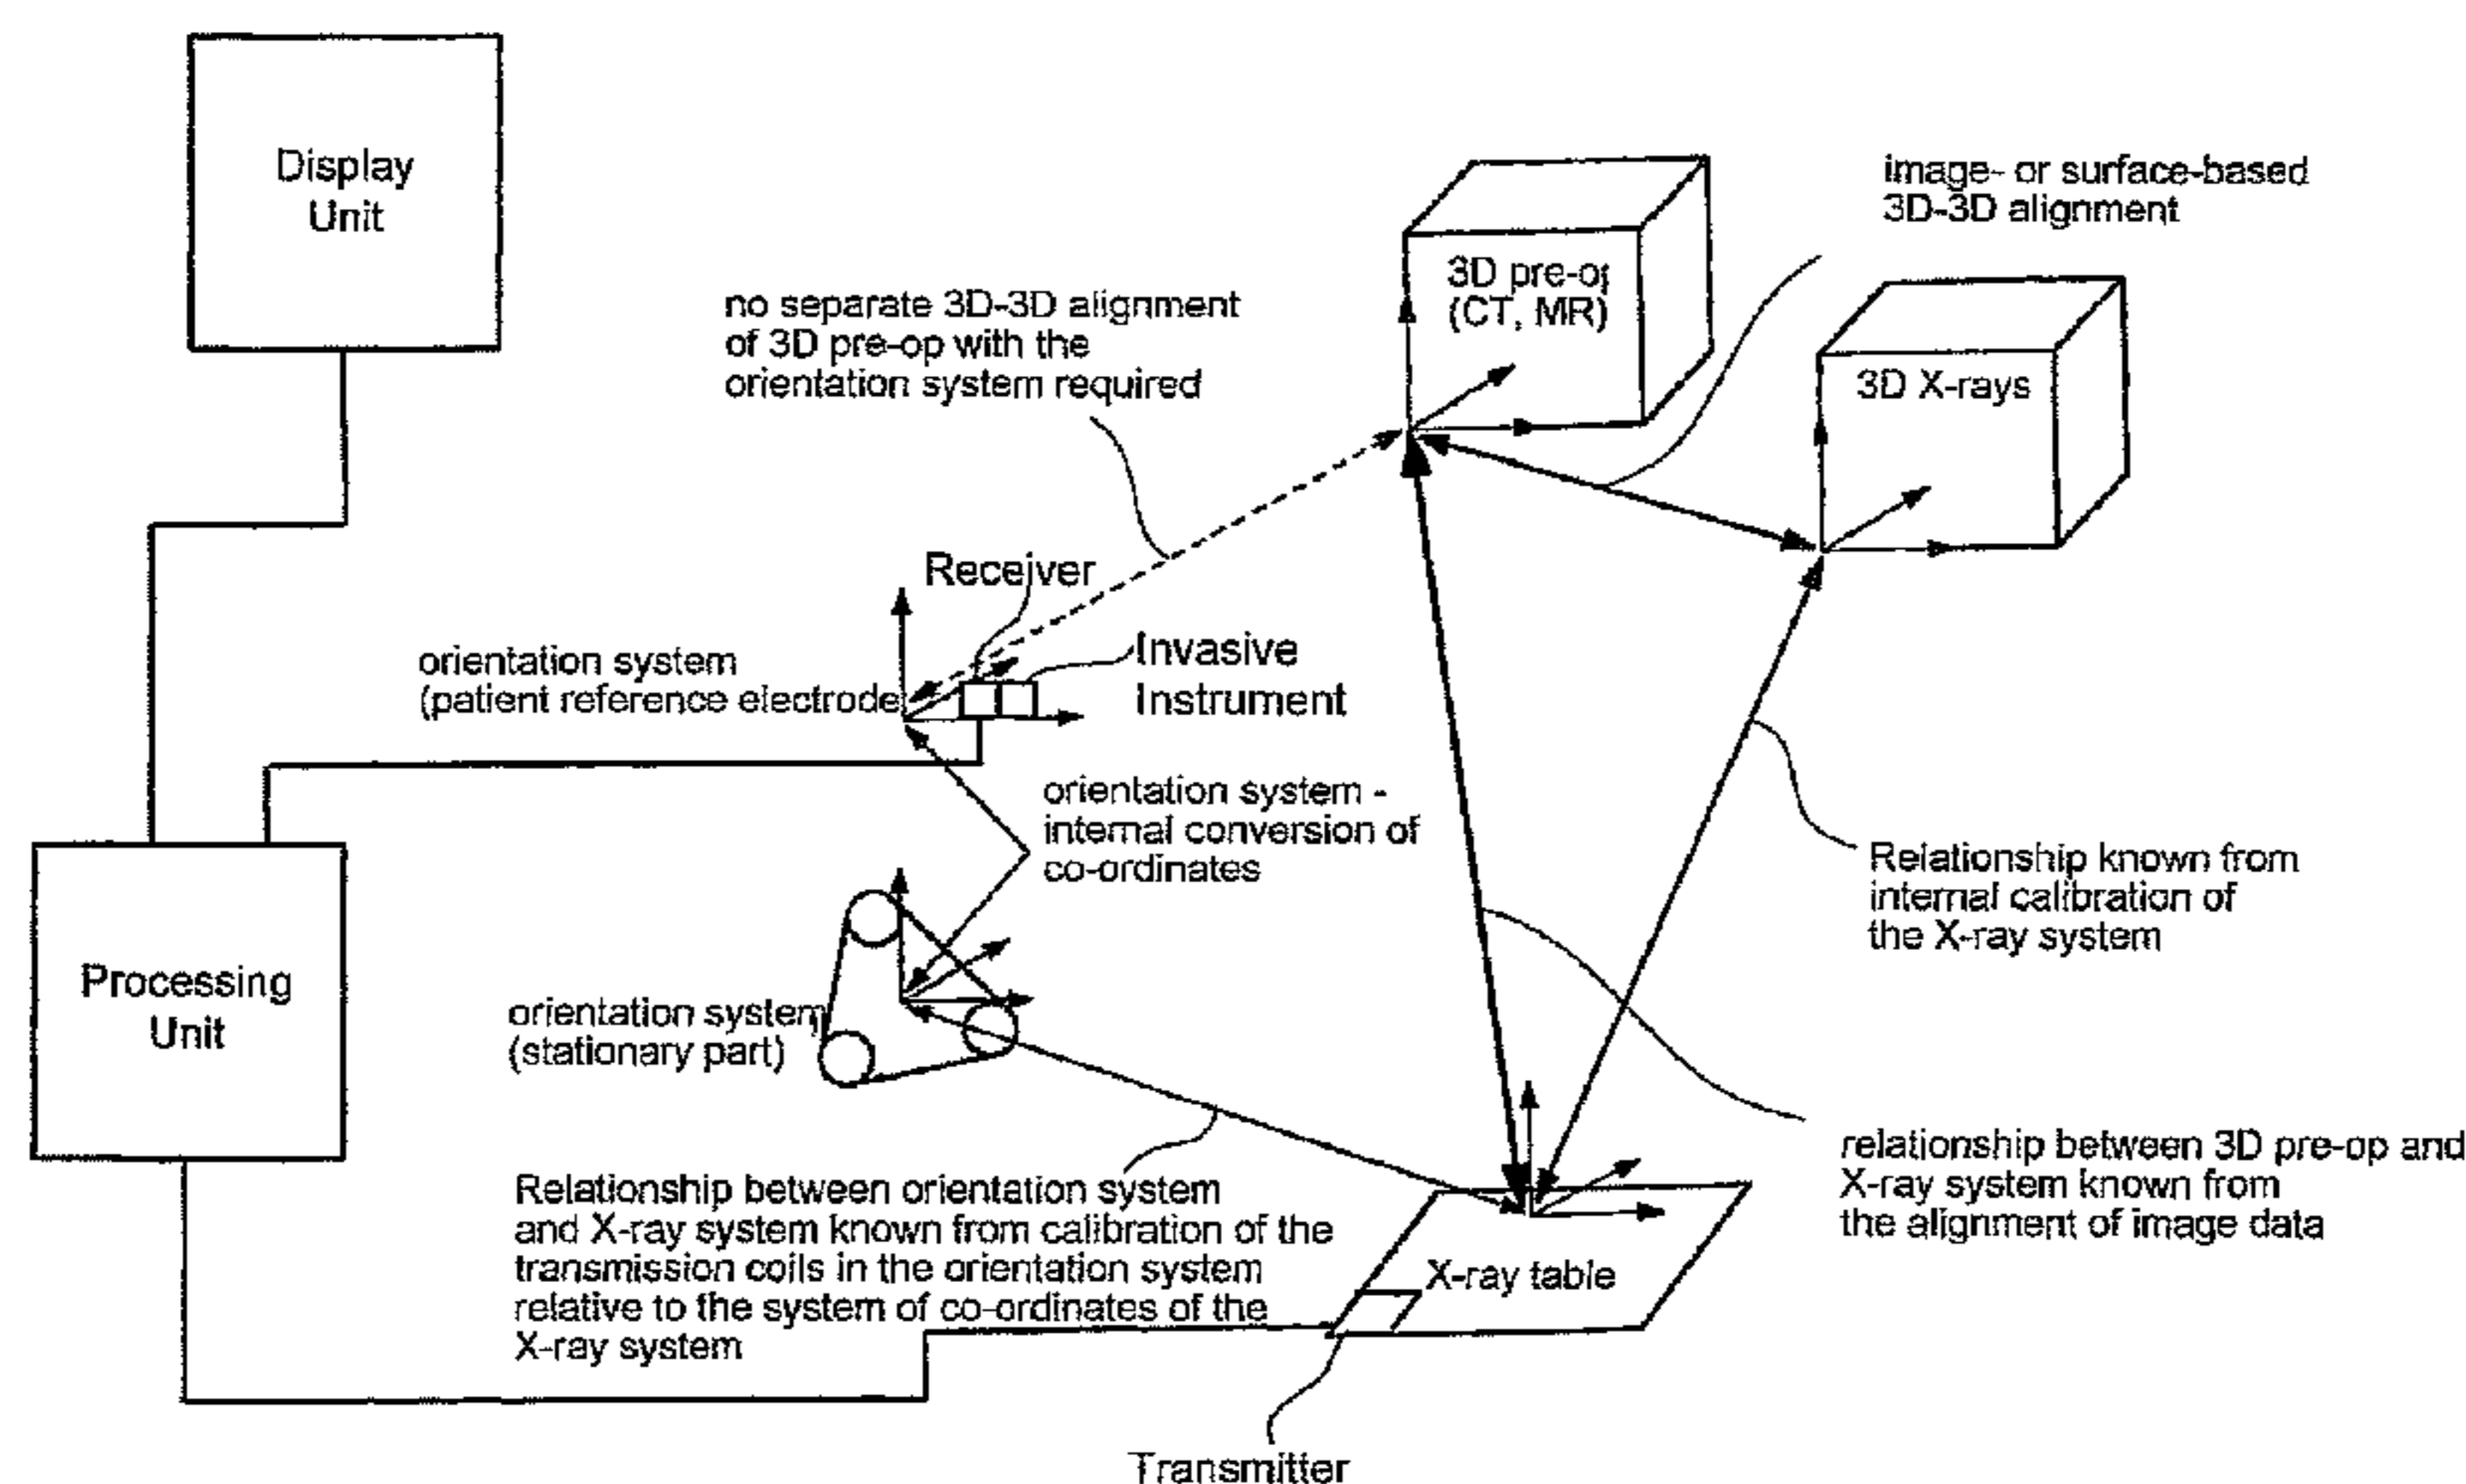 Display
Unit
image- or surface-based
3D-3D alignment
3D pre-op
(CT, MR)
3D X-rays
no separate 3D-3D alignment
of 3D pre-op with the
orientation system required
Receiver
orientation system
(patient reference electrode
Invasive
Instrument
orientation system -
internal conversion of
co-ordinates
Relationship known from
internal calibration of
the X-ray system
Processing
Unit
orientation system
(stationary part)
Relationship between orientation system
and X-ray system known from calibration of the
transmission coils in the orientation system
relative to the system of co-ordinates of the
X-ray system
relationship between 3D pre-op and
X-ray system known from
the alignment of image data
X-ray table
Transmitter